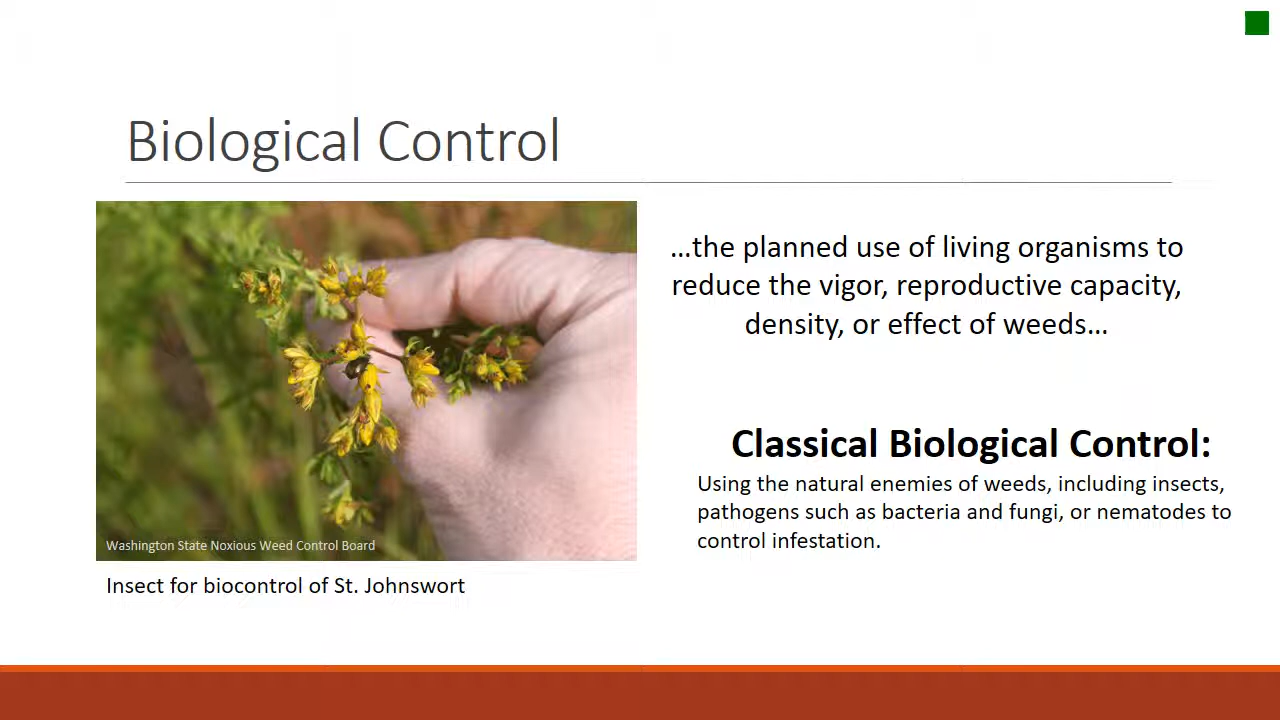 Biological Control
...the planned use of living organisms to
reduce the vigor, reproductive capacity,
density, or effect of weeds...
Classical Biological Control:
Using the natural enemies of weeds, including insects,
pathogens such as bacteria and fungi, or nematodes to
control infestation.
Washington State Noxious Weed Control Board
Insect for biocontrol of St. Johnswort